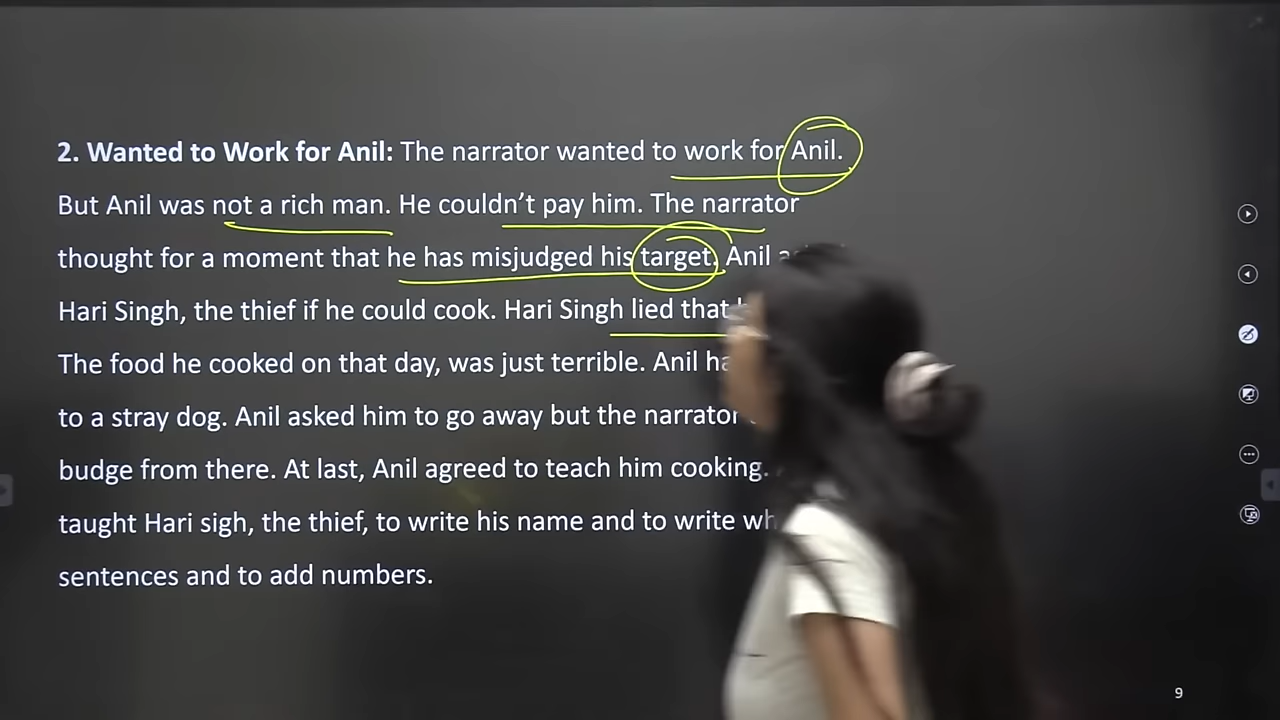 2. Wanted to Work for Anil: The narrator wanted to work for Anil.
But Anil was not a rich man. He couldn't pay him. The narrator
thought for a moment that he has misjudged his target. Anil
Hari Singh, the thief if he could cook. Hari Singh lied that
The food he cooked on that day, was just terrible. Anil
to a stray dog. Anil asked him to go away but the narrator
budge from there. At last, Anil agreed to teach him cooking.
taught Hari sigh, the thief, to write his name and to write
sentences and to add numbers.
9